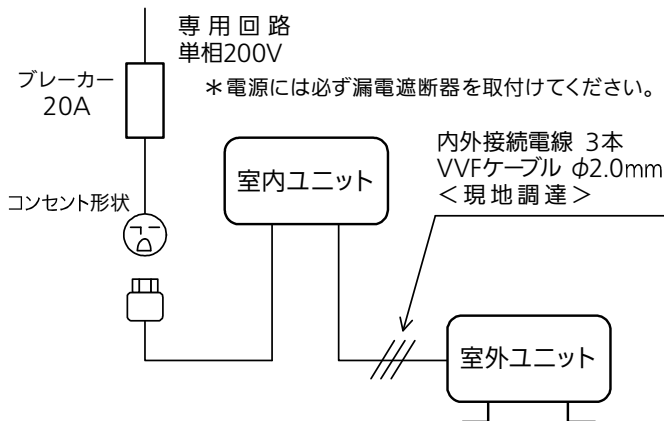 専用回路
単相200V
＊電源には必ず漏電遮断器を取付けてください。
ブレーカー
20A
内外接続電線 3本
VVFケーブル φ2.0mm
＜現地調達＞
室内ユニット
コンセント形状
室外ユニット